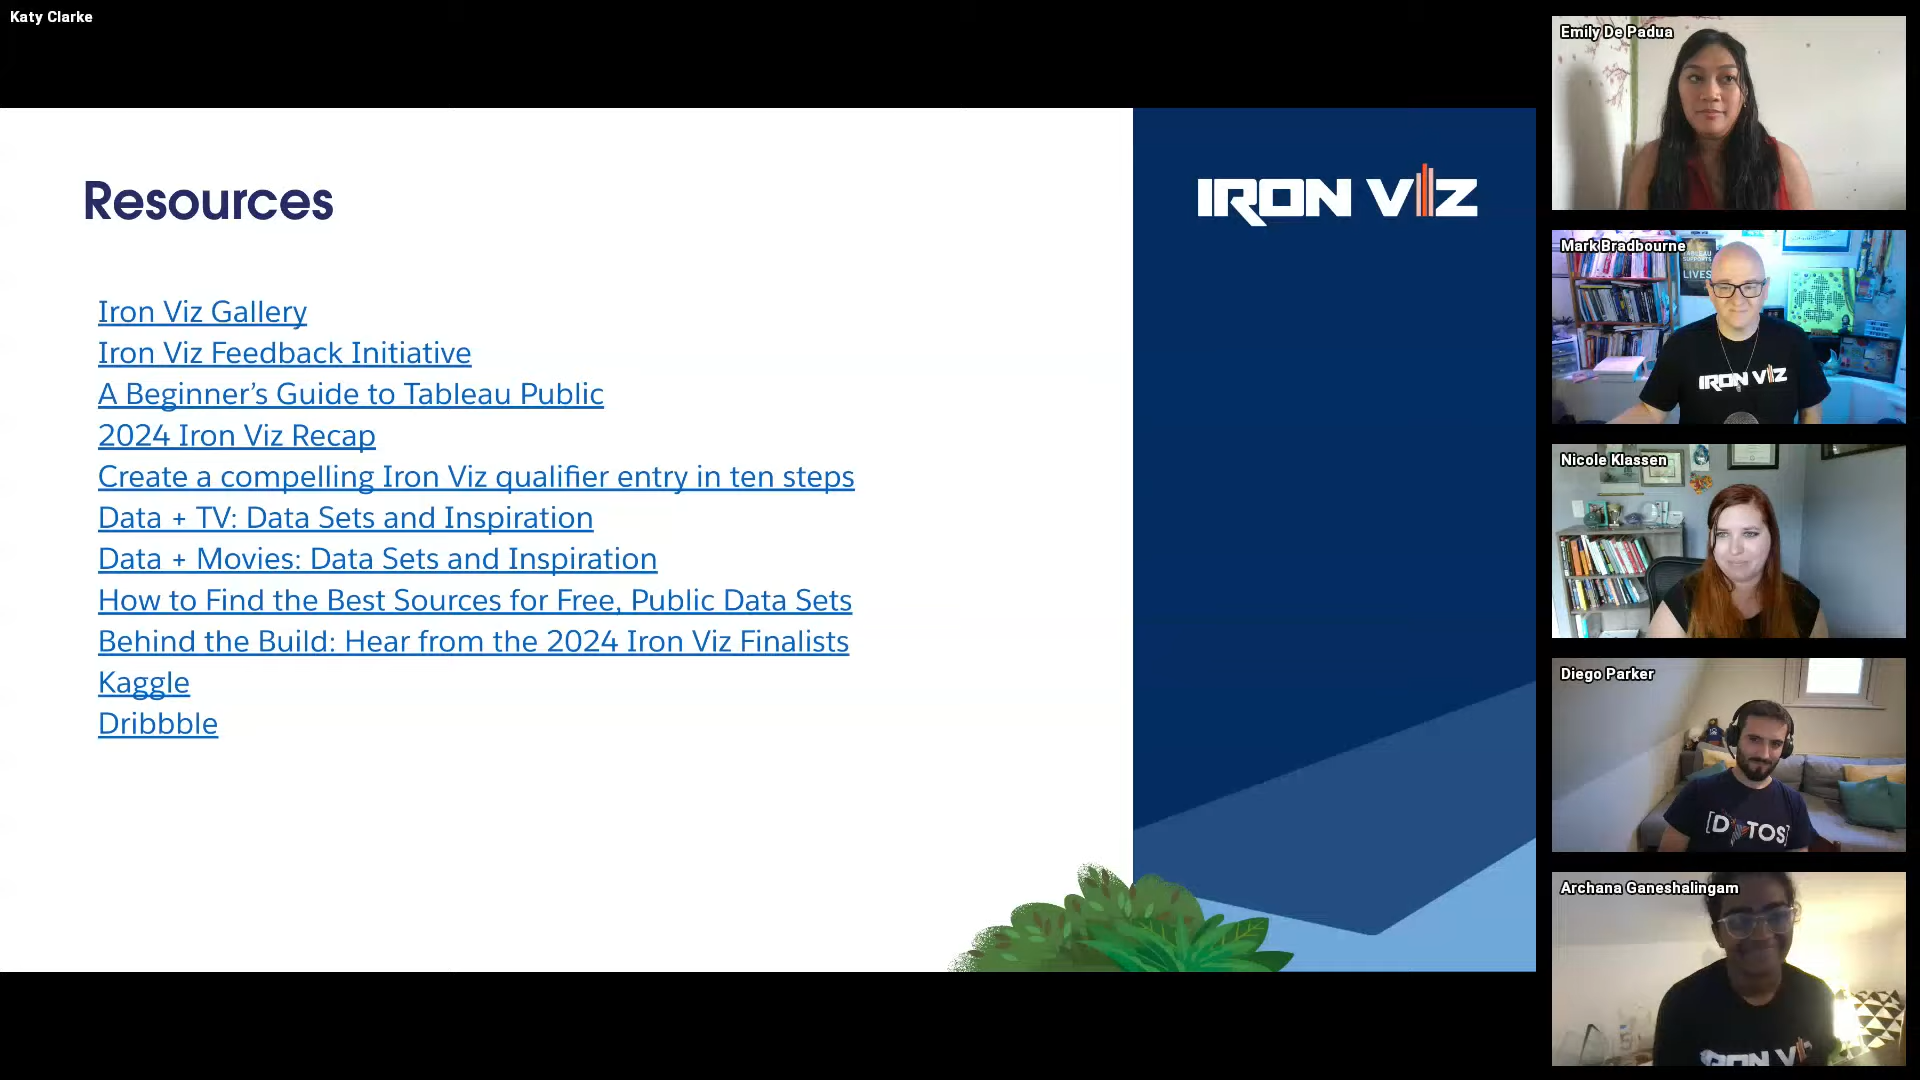 Katy Clarke
Resources
Iron Viz Gallery
Iron Viz Feedback Initiative
A Beginner’s Guide to Tableau Public
2024 Iron Viz Recap
Create a compelling Iron Viz qualifier entry in ten steps
Data + TV: Data Sets and Inspiration
Data + Movies: Data Sets and Inspiration
How to Find the Best Sources for Free, Public Data Sets
Behind the Build: Hear from the 2024 Iron Viz Finalists
Kaggle
Dribbble
IRON VIZ
Emily De Padua
Mark Bradbourne
LIVES
IRON VIZ
Nicole Klassen
Diego Parker
[DATOS]
Archana Ganeshalingam
IRON VIZ